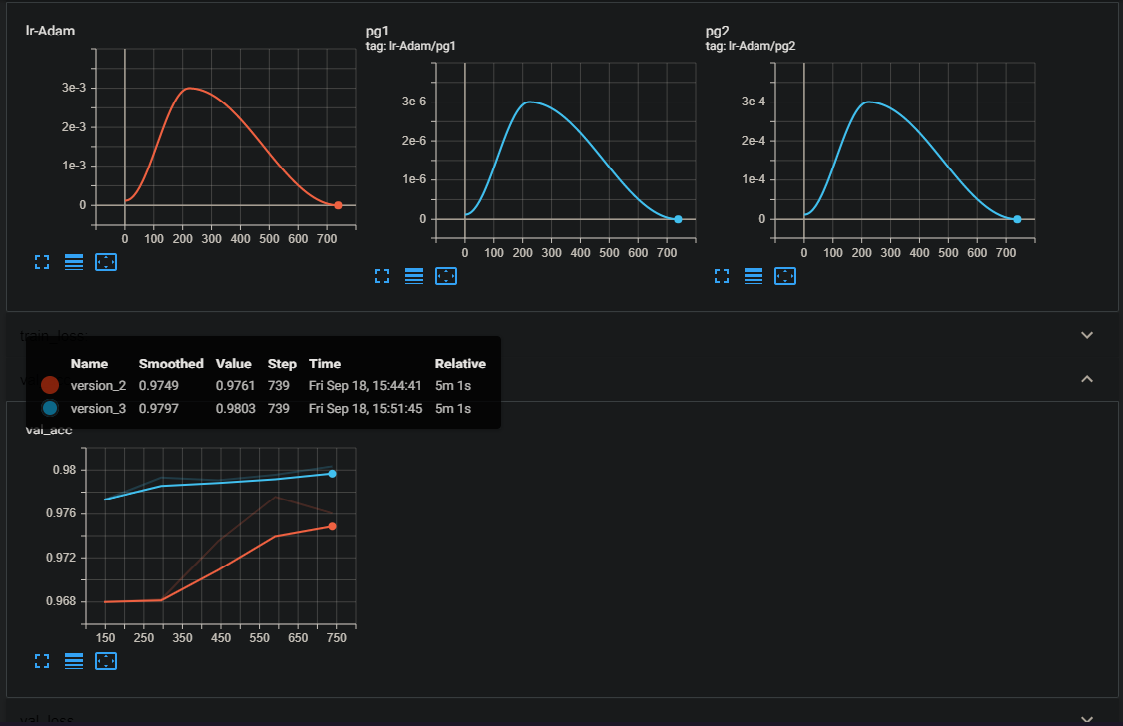 lr-Adam
pg1
tag: lr-Adam/pg1
pg2
tag: lr-Adam/pg2
3e-3
2e-3
1e-3
0
0 100 200 300 400 500 600 700
3e-6
2e-6
1e-6
0
0 100 200 300 400 500 600 700
3e-4
2e-4
1e-4
0
0 100 200 300 400 500 600 700
train_loss
Name Smoothed Value Step Time Relative
version_2 0.9749 0.9761 739 Fri Sep 18, 15:44:41 5m 1s
version_3 0.9797 0.9803 739 Fri Sep 18, 15:51:45 5m 1s
val_acc
0.98
0.976
0.972
0.968
150 250 350 450 550 650 750
val_loss